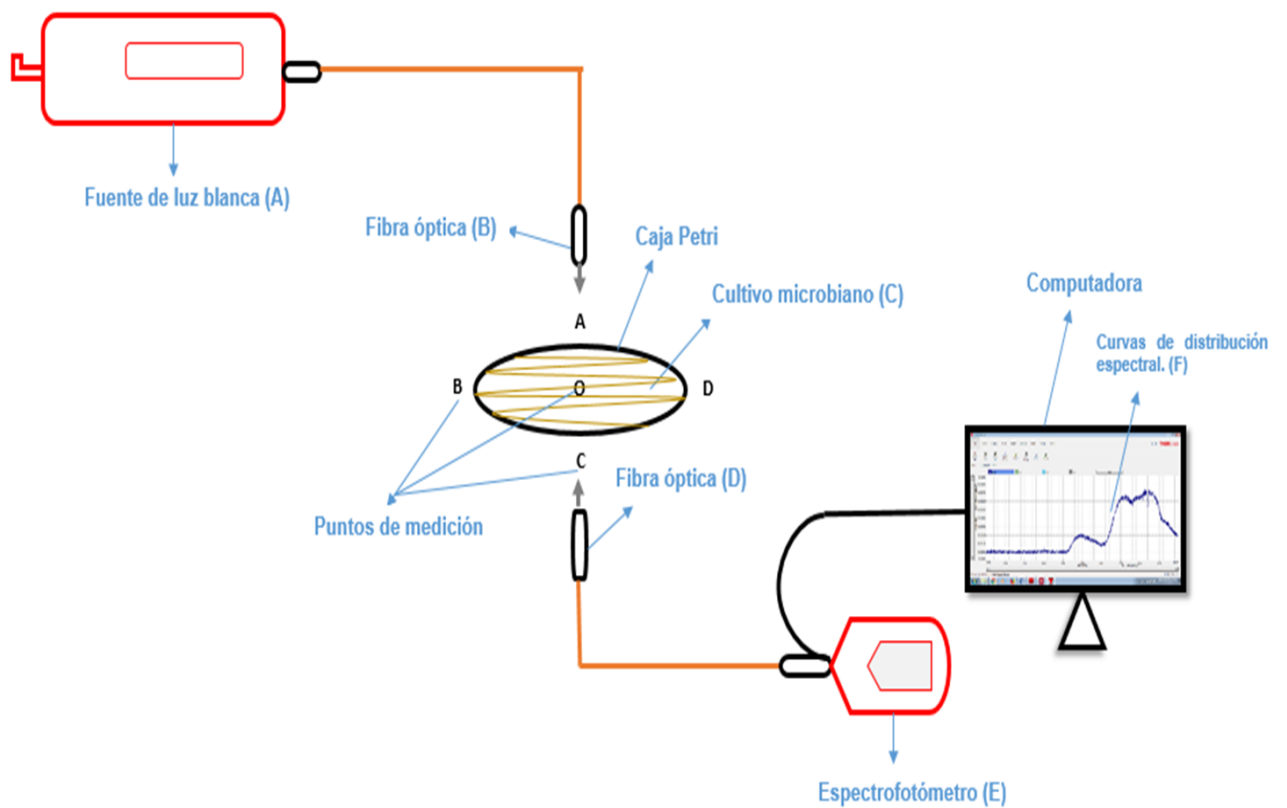 Fuente de luz blanca (A)
Fibra óptica (B)
Caja Petri
Cultivo microbiano (C)
A
B
O
D
C
Puntos de medición
Fibra óptica (D)
Computadora
Curvas de distribución
espectral. (F)
Espectrofotómetro (E)